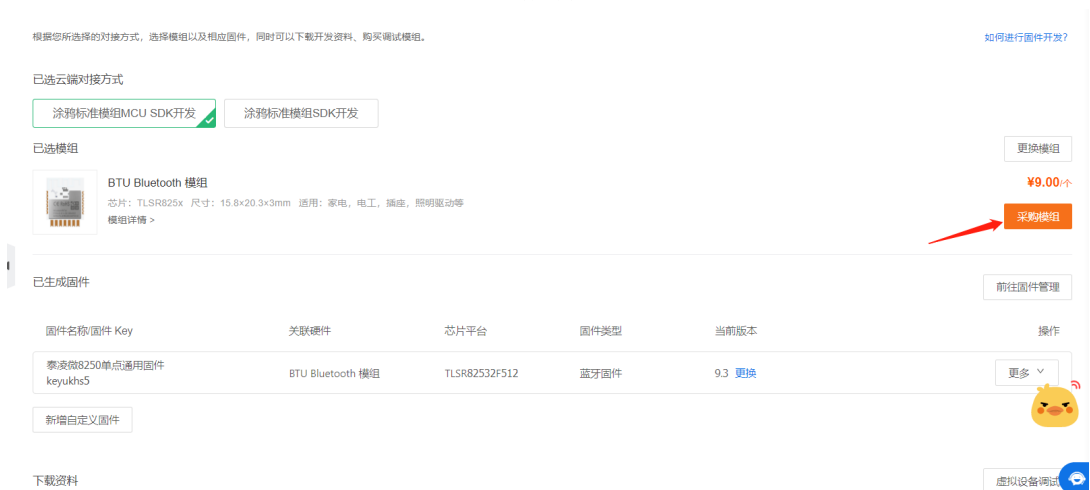 根据您所选择的对接方式，选择模组以及相应固件，同时可以下载开发资料、购买调试模组。
如何进行固件开发?
已选云端对接方式
涂鸦标准模组MCU SDK开发
涂鸦标准模组SDK开发
已选模组
更换模组
BTU Bluetooth 模组
¥9.00/个
芯片：TLSR825x 尺寸：15.8×20.3×3mm 适用：家电，电工，插座，照明驱动等
采购模组
模组详情 >
已生成固件
前往固件管理
固件名称/固件 Key
关联硬件
芯片平台
固件类型
当前版本
操作
泰凌微8250单点通用固件
keyukhs5
BTU Bluetooth 模组
TLSR82532F512
蓝牙固件
9.3 更换
更多
新增自定义固件
下载资料
虚拟设备调试